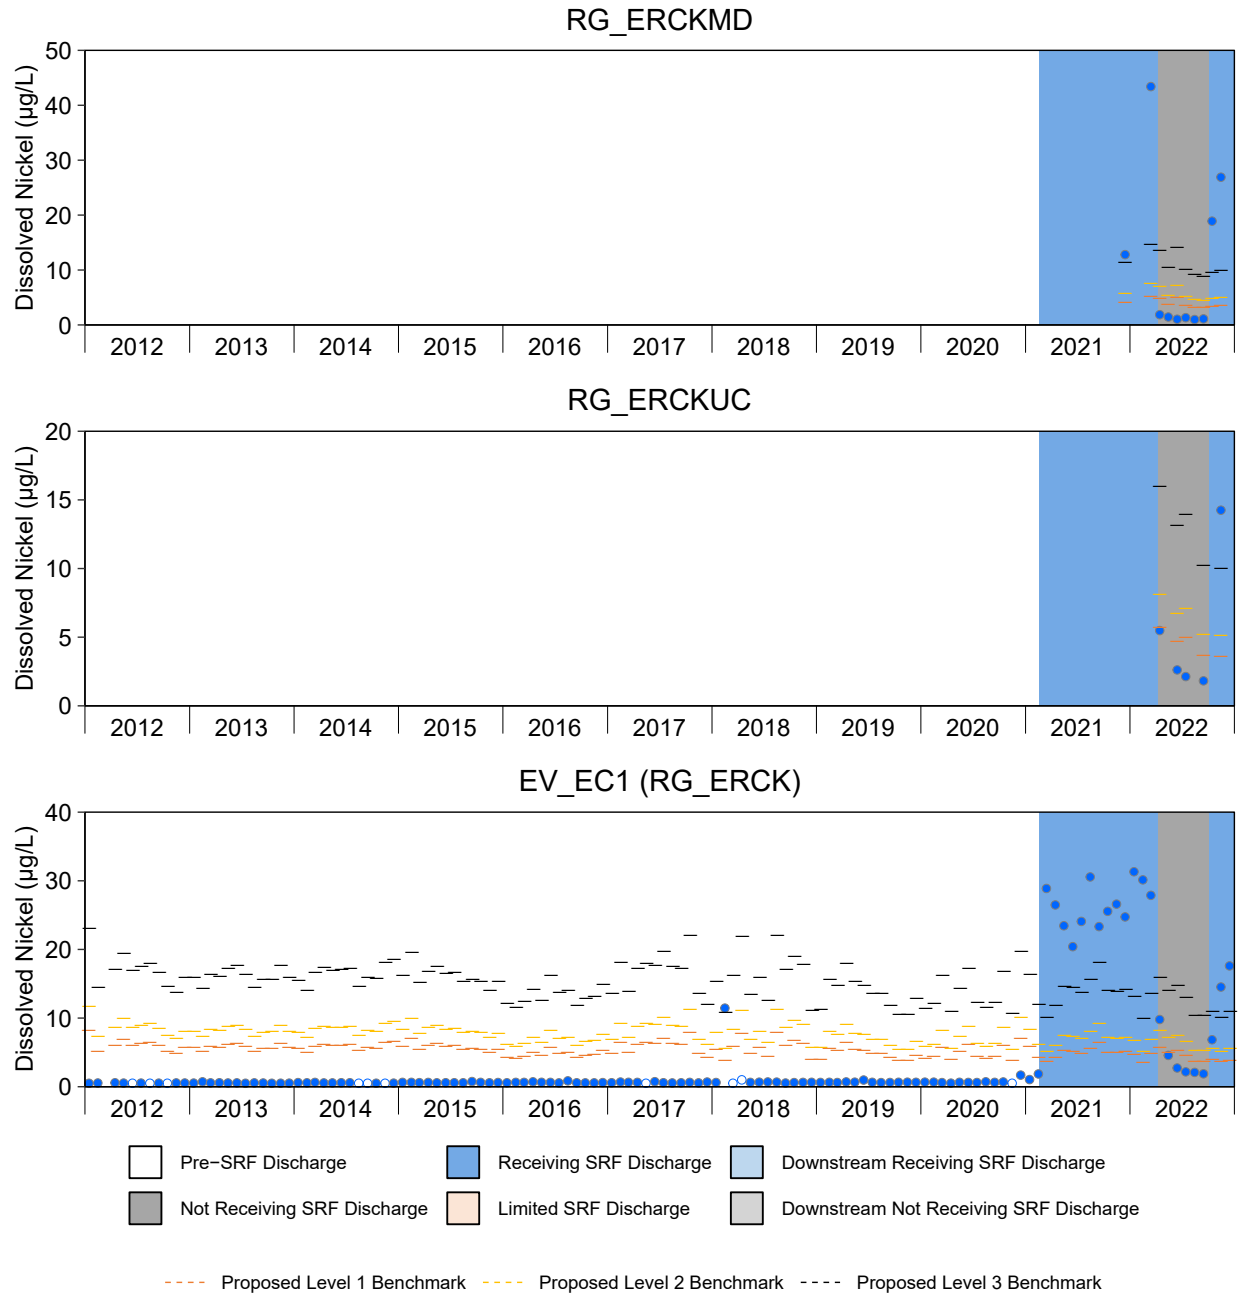 RG_ERCKMD
Dissolved Nickel (µg/L)
50
40
30
20
10
0
2012 2013 2014 2015 2016 2017 2018 2019 2020 2021 2022
RG_ERCKUC
Dissolved Nickel (µg/L)
20
15
10
5
0
2012 2013 2014 2015 2016 2017 2018 2019 2020 2021 2022
EV_EC1 (RG_ERCK)
Dissolved Nickel (µg/L)
40
30
20
10
0
2012 2013 2014 2015 2016 2017 2018 2019 2020 2021 2022
Pre−SRF Discharge Receiving SRF Discharge Downstream Receiving SRF Discharge
Not Receiving SRF Discharge Limited SRF Discharge Downstream Not Receiving SRF Discharge
Proposed Level 1 Benchmark Proposed Level 2 Benchmark Proposed Level 3 Benchmark